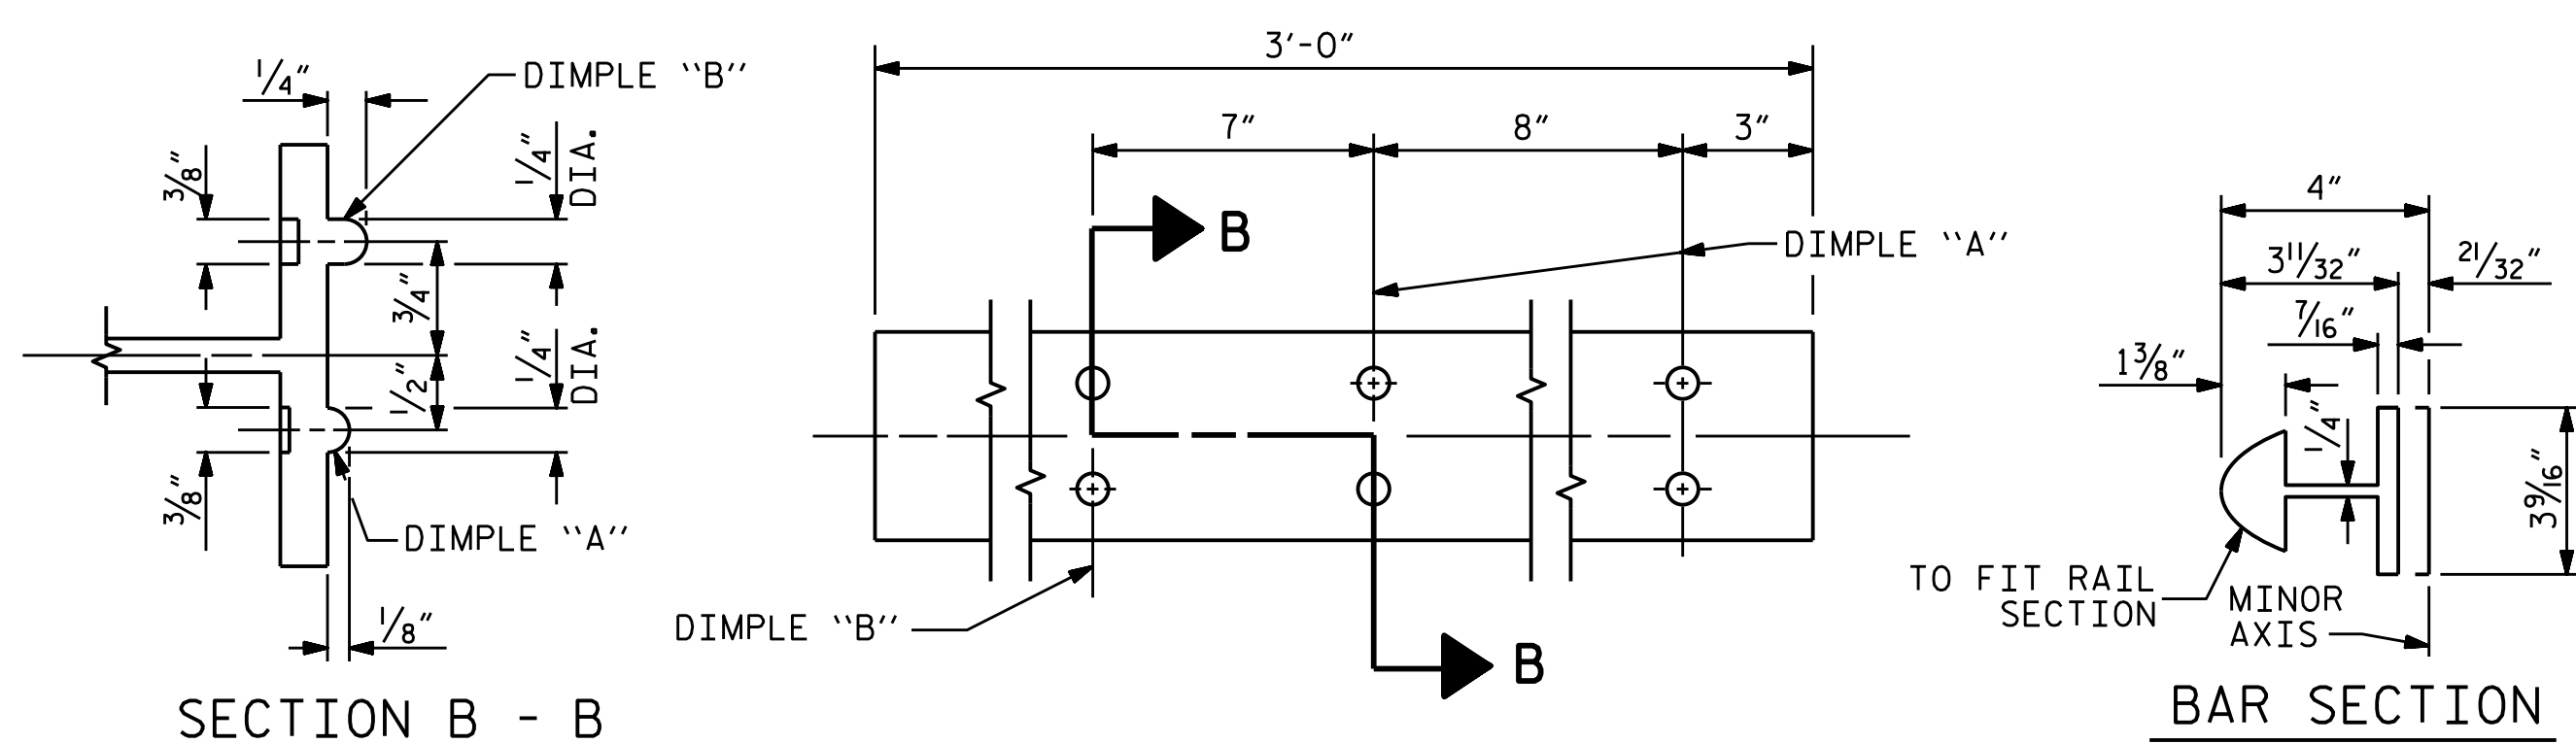 1/4"
DIMPLE "B"
3/8"
1/4"
DIA.
3/4"
1/2"
1/4"
DIA.
3/8"
DIMPLE "A"
1/8"
SECTION B - B
3'-0"
7"
8"
3"
B
DIMPLE "A"
DIMPLE "B"
B
4"
3 11/32"
21/32"
7/16"
1 3/8"
1/4"
3 9/16"
TO FIT RAIL
SECTION
MINOR
AXIS
BAR SECTION